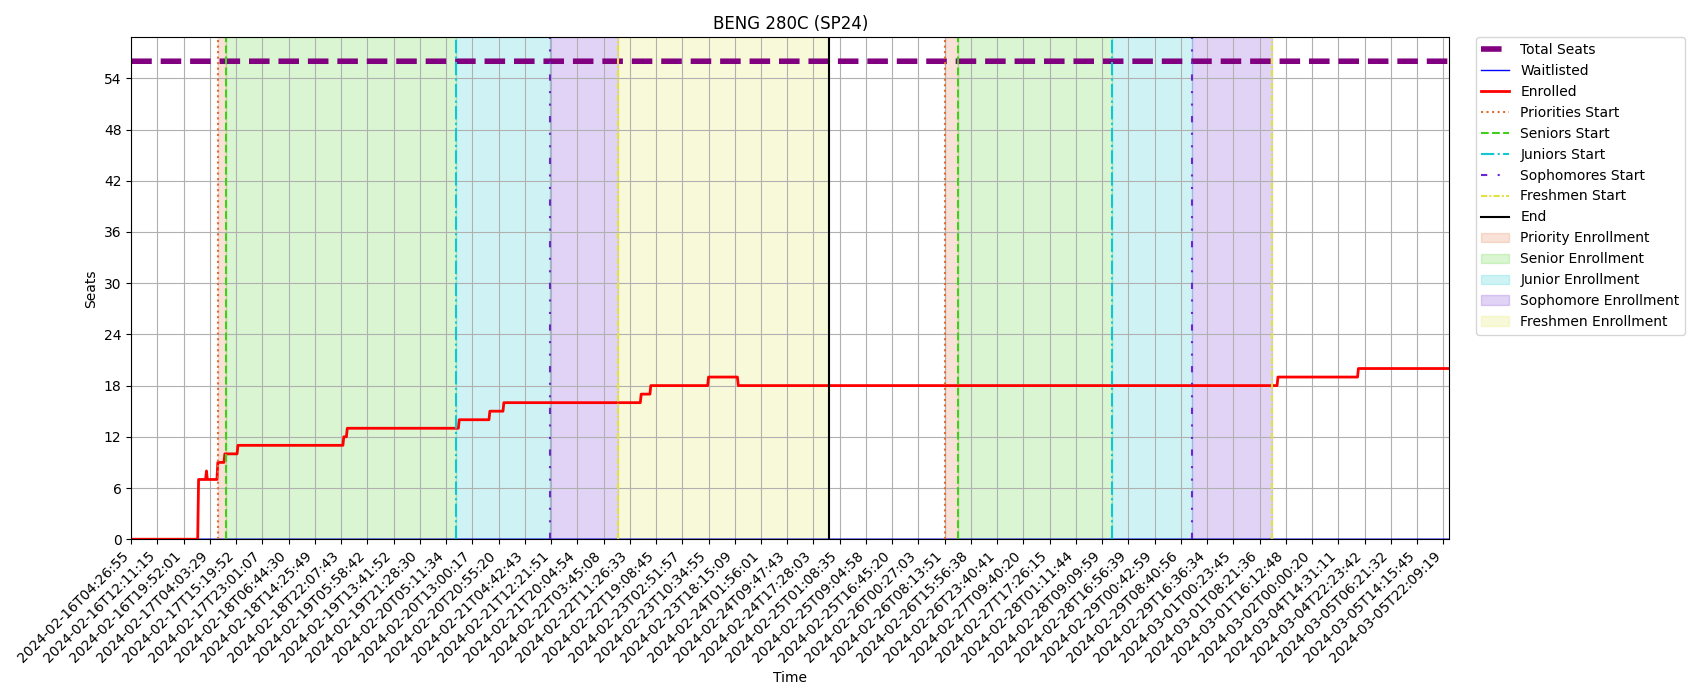 BENG 280C (SP24)
Total Seats
Waitlisted
Enrolled
Priorities Start
Seniors Start
Juniors Start
Sophomores Start
Freshmen Start
End
Priority Enrollment
Senior Enrollment
Junior Enrollment
Sophomore Enrollment
Freshmen Enrollment
Seats
54
48
42
36
30
24
18
12
6
0
2024-02-16T04:26:55
2024-02-16T12:11:15
2024-02-16T19:52:01
2024-02-17T04:03:29
2024-02-17T15:19:52
2024-02-17T23:01:07
2024-02-18T06:44:30
2024-02-18T14:25:49
2024-02-18T22:07:43
2024-02-19T05:58:42
2024-02-19T13:41:52
2024-02-19T21:28:30
2024-02-20T05:11:34
2024-02-20T13:00:17
2024-02-20T20:55:20
2024-02-21T04:42:43
2024-02-21T12:21:51
2024-02-21T20:04:54
2024-02-22T03:45:08
2024-02-22T11:26:33
2024-02-22T19:08:45
2024-02-23T02:51:57
2024-02-23T10:34:55
2024-02-23T18:15:09
2024-02-24T01:56:01
2024-02-24T09:47:43
2024-02-24T17:28:03
2024-02-25T01:08:35
2024-02-25T09:04:58
2024-02-25T16:45:20
2024-02-26T00:27:03
2024-02-26T08:13:51
2024-02-26T15:56:38
2024-02-26T23:40:41
2024-02-27T09:40:20
2024-02-27T17:26:15
2024-02-28T01:11:44
2024-02-28T09:09:59
2024-02-28T16:56:39
2024-02-29T00:42:59
2024-02-29T08:40:56
2024-02-29T16:36:34
2024-03-01T00:23:45
2024-03-01T08:21:36
2024-03-01T16:12:48
2024-03-02T00:00:20
2024-03-04T14:31:11
2024-03-04T22:23:42
2024-03-05T06:21:32
2024-03-05T14:15:45
2024-03-05T22:09:19
Time